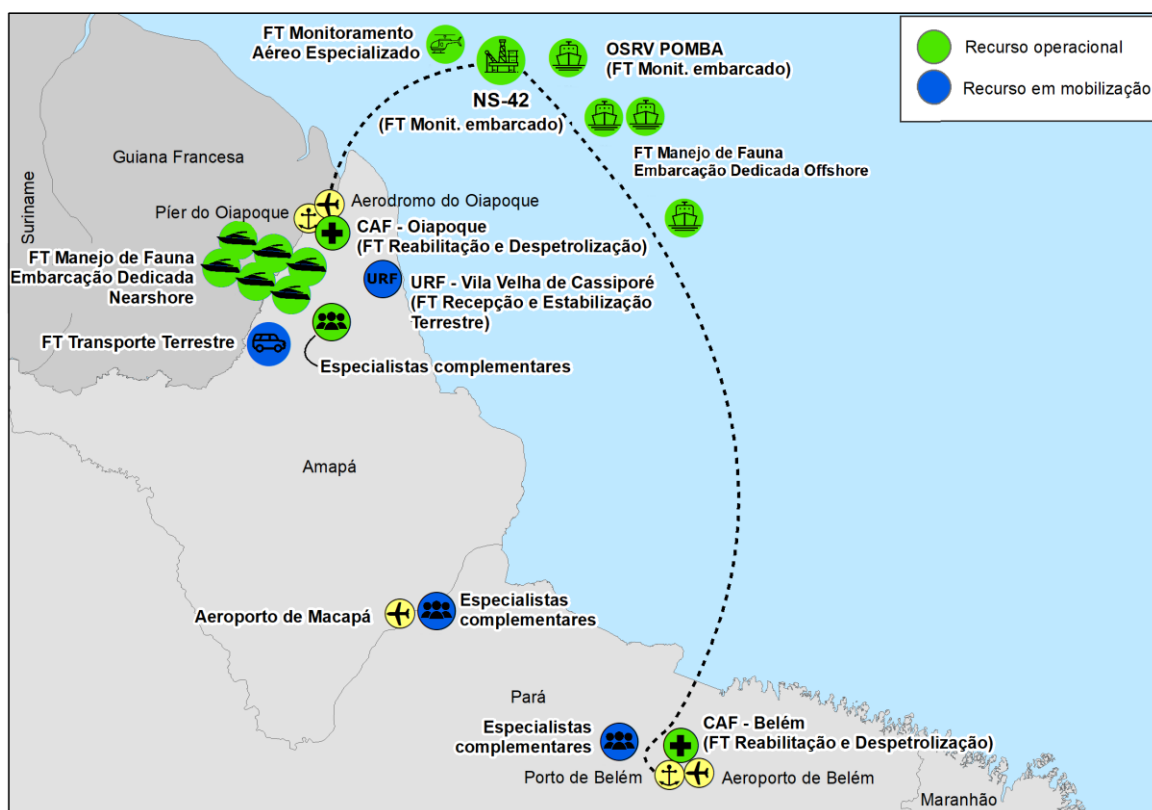 FT Monitoramento
Aéreo Especializado
NS-42
(FT Monit. embarcado)
OSRV POMBA
(FT Monit. embarcado)
Recurso operacional
Recurso em mobilização
FT Manejo de Fauna
Embarcação Dedicada Offshore
Guiana Francesa
Suriname
Píer do Oiapoque
Aerodromo do Oiapoque
CAF - Oiapoque
(FT Reabilitação e Despetrolização)
FT Manejo de Fauna
Embarcação Dedicada
Nearshore
URF
URF - Vila Velha de Cassiporé
(FT Recepção e Estabilização
Terrestre)
FT Transporte Terrestre
Especialistas complementares
Amapá
Aeroporto de Macapá
Especialistas
complementares
Pará
Especialistas
complementares
CAF - Belém
(FT Reabilitação e Despetrolização)
Porto de Belém
Aeroporto de Belém
Maranhão